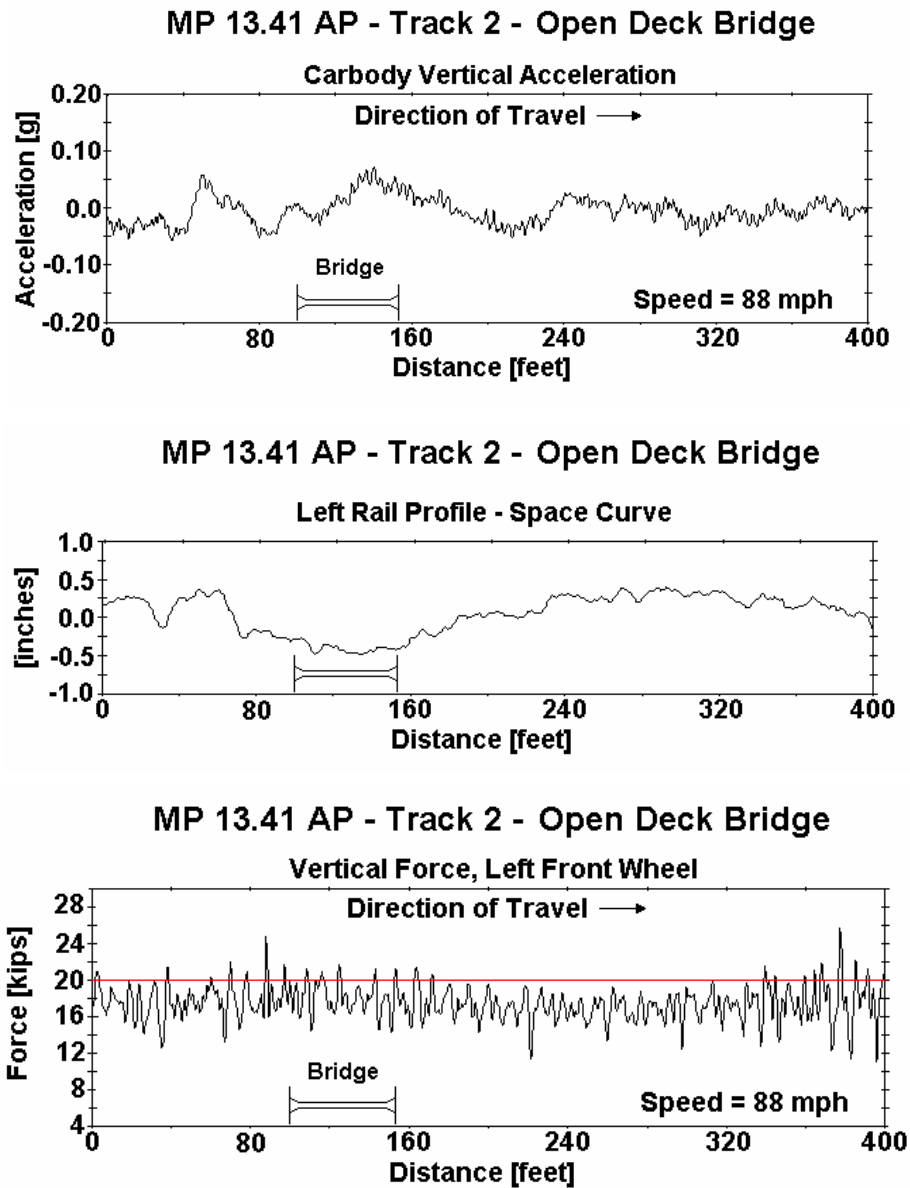 MP 13.41 AP - Track 2 - Open Deck Bridge
Carbody Vertical Acceleration
Direction of Travel
Acceleration [g]
0.20
0.10
0.0
-0.10
-0.20
Bridge
Speed = 88 mph
0 80 160 240 320 400
Distance [feet]
MP 13.41 AP - Track 2 - Open Deck Bridge
Left Rail Profile - Space Curve
[inches]
1.0
0.5
0.0
-0.5
-1.0
0 80 160 240 320 400
Distance [feet]
MP 13.41 AP - Track 2 - Open Deck Bridge
Vertical Force, Left Front Wheel
Direction of Travel
Force [kips]
28
24
20
16
12
8
4
Bridge
Speed = 88 mph
0 80 160 240 320 400
Distance [feet]